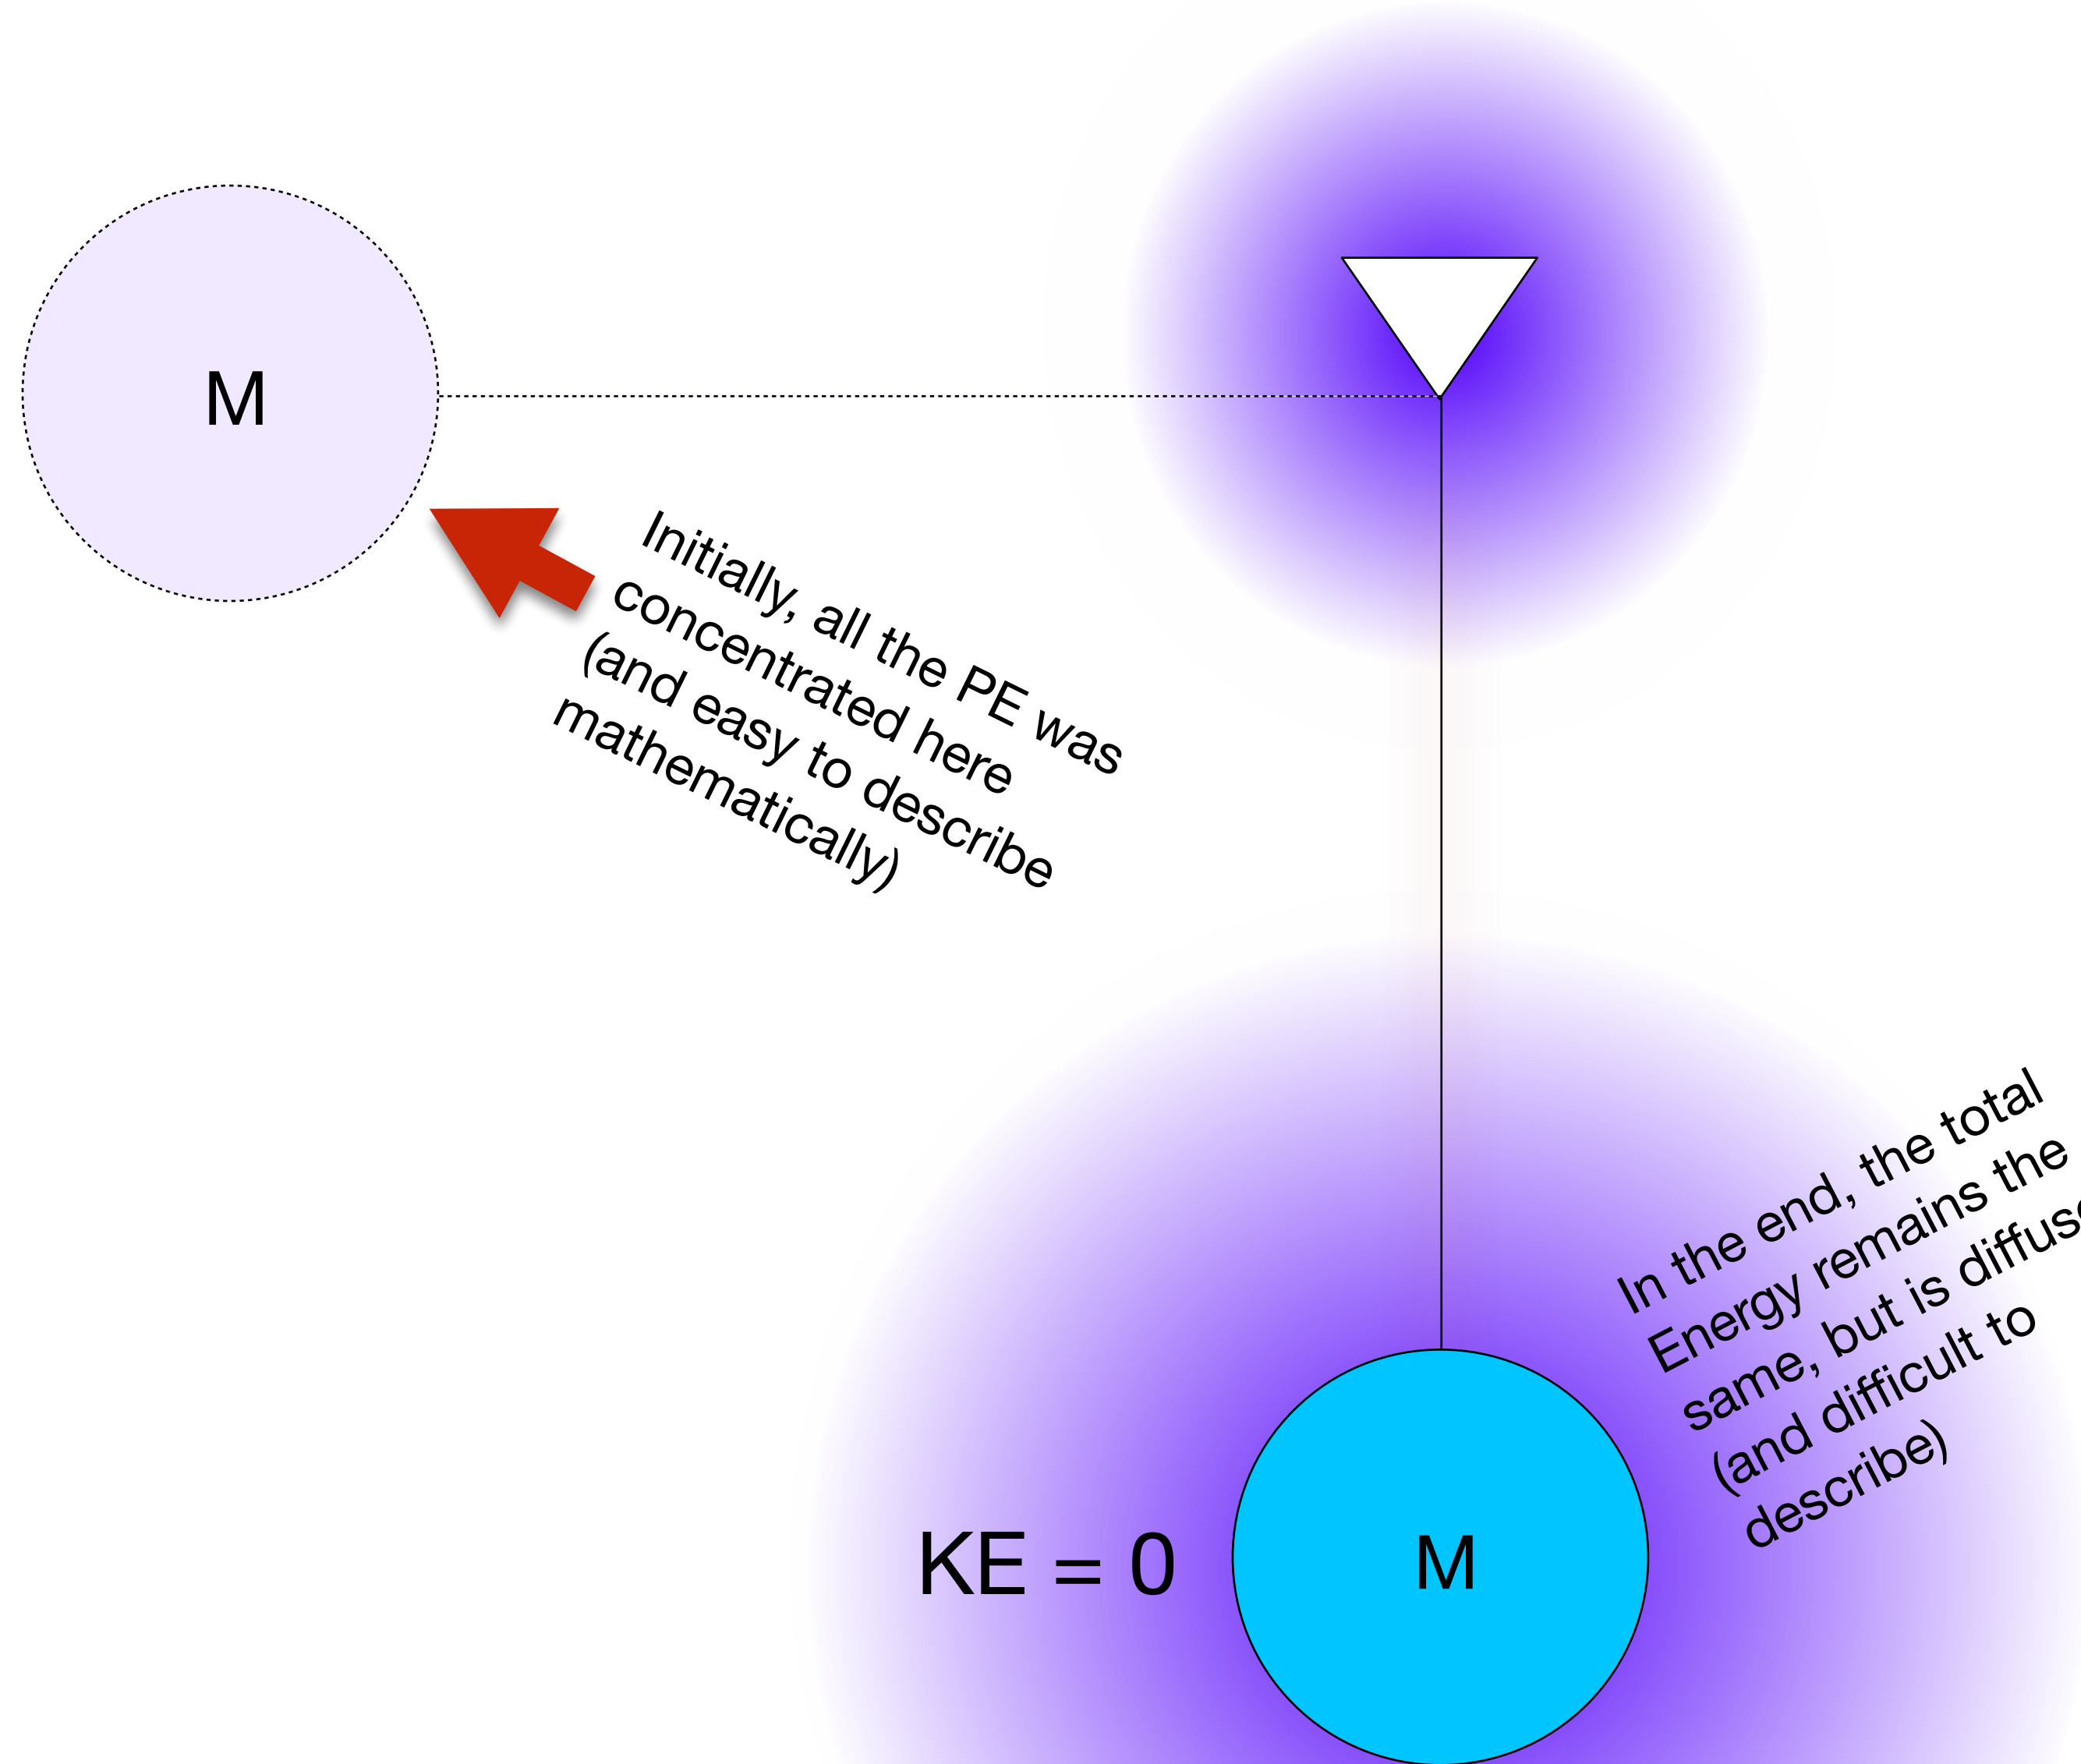 M
Initially, all the PE was
concentrated here
(and easy to describe
mathematically)
In the end, the total
Energy remains the
same, but is diffuse
(and difficult to
describe)
KE = 0
M